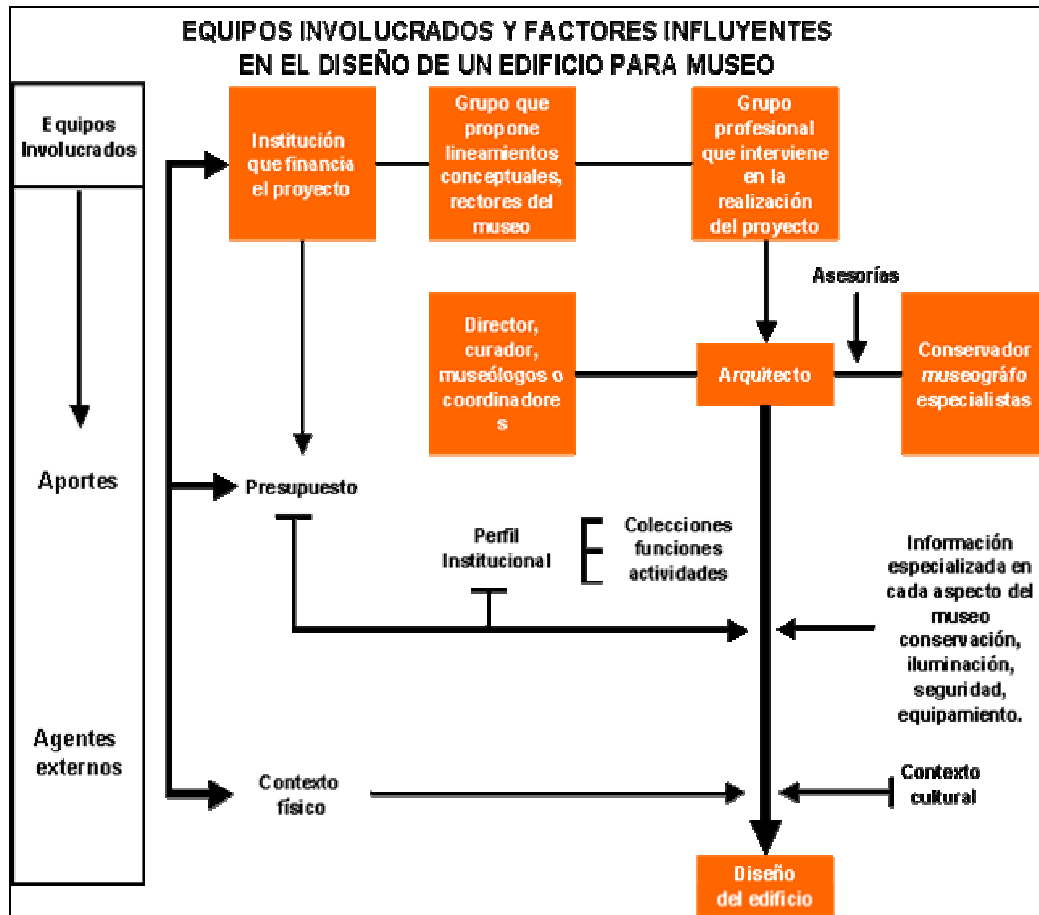 EQUIPOS INVOLUCRADOS Y FACTORES INFLUYENTES
EN EL DISEÑO DE UN EDIFICIO PARA MUSEO
Equipos
Involucrados
Institución
que financia
el proyecto
Grupo que
propone
lineamientos
conceptuales,
rectores del
museo
Grupo
profesional
que interviene
en la
realización
del proyecto
Asesorías
Director,
curador,
museólogos o
coordinadore
s
Arquitecto
Conservador
museográfo
especialistas
Aportes
Presupuesto
Perfil
Institucional
Colecciones
funciones
actividades
Información
especializada en
cada aspecto del
museo
conservación,
iluminación,
seguridad,
equipamiento.
Agentes
externos
Contexto
físico
Contexto
cultural
Diseño
del edificio